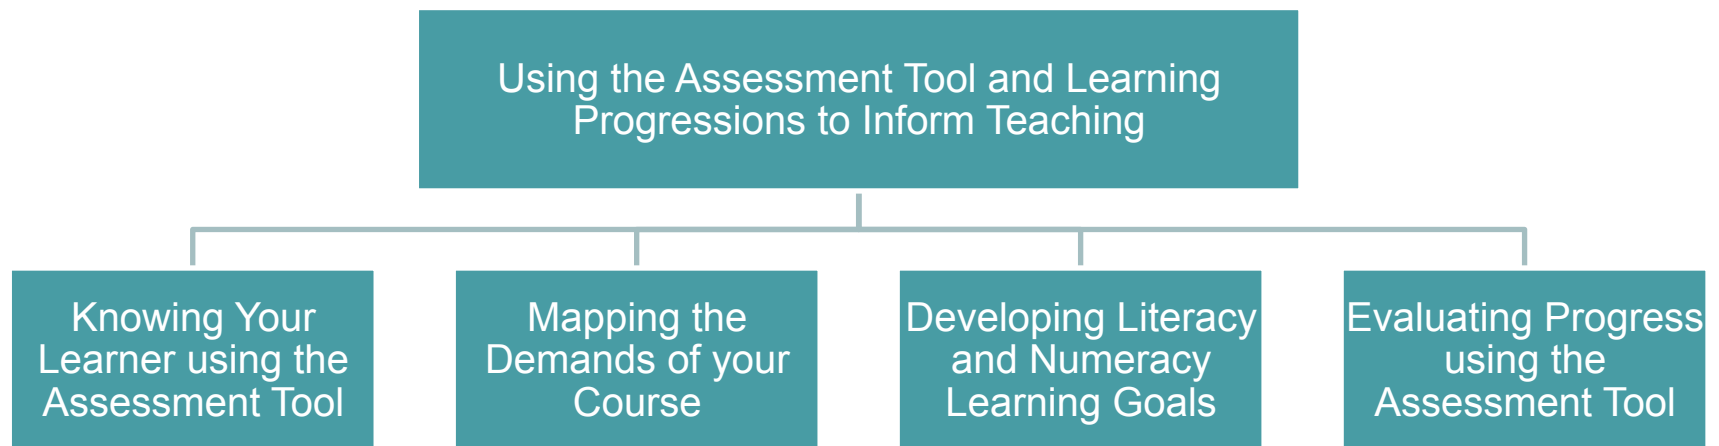 Using the Assessment Tool and Learning
Progressions to Inform Teaching
Knowing Your
Learner using the
Assessment Tool
Mapping the
Demands of your
Course
Developing Literacy
and Numeracy
Learning Goals
Evaluating Progress
using the
Assessment Tool